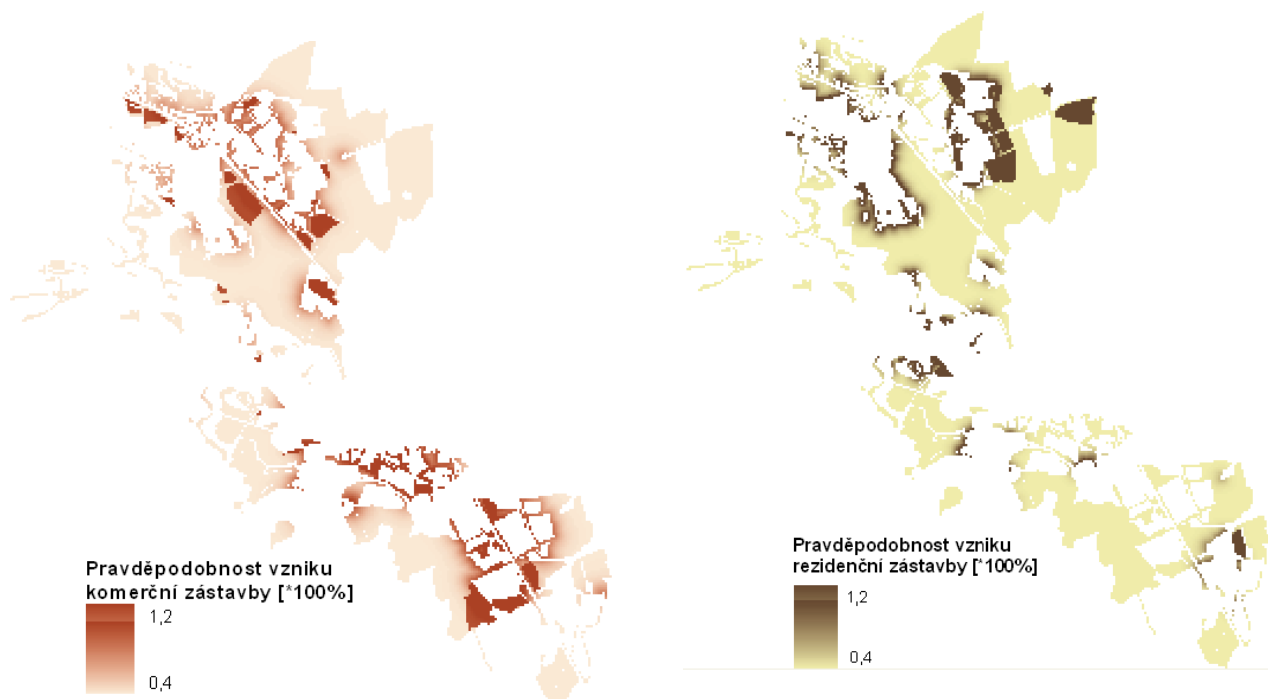 Pravděpodobnost vzniku
komerční zástavby [*100%]
1,2
0,4
Pravděpodobnost vzniku
rezidenční zástavby [*100%]
1,2
0,4